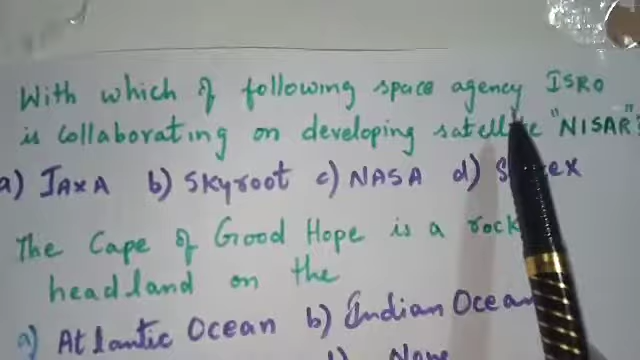 With which of following space agency ISRO
is collaborating on developing satellite "NISAR"?
a) JAXA b) Skyroot c) NASA d)
The Cape of Good Hope is a rock
headland on the
a) Atlantic Ocean b) Indian Ocean
d) None